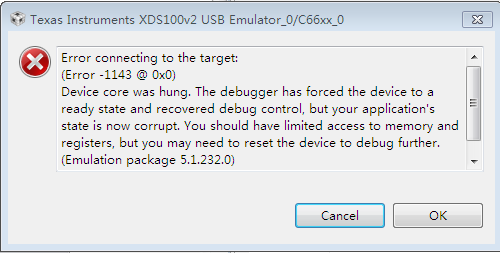 Texas Instruments XDS100v2 USB Emulator_0/C66xx_0
Error connecting to the target:
(Error -1143 @ 0x0)
Device core was hung. The debugger has forced the device to a
ready state and recovered debug control, but your application's
state is now corrupt. You should have limited access to memory and
registers, but you may need to reset the device to debug further.
(Emulation package 5.1.232.0)
Cancel
OK